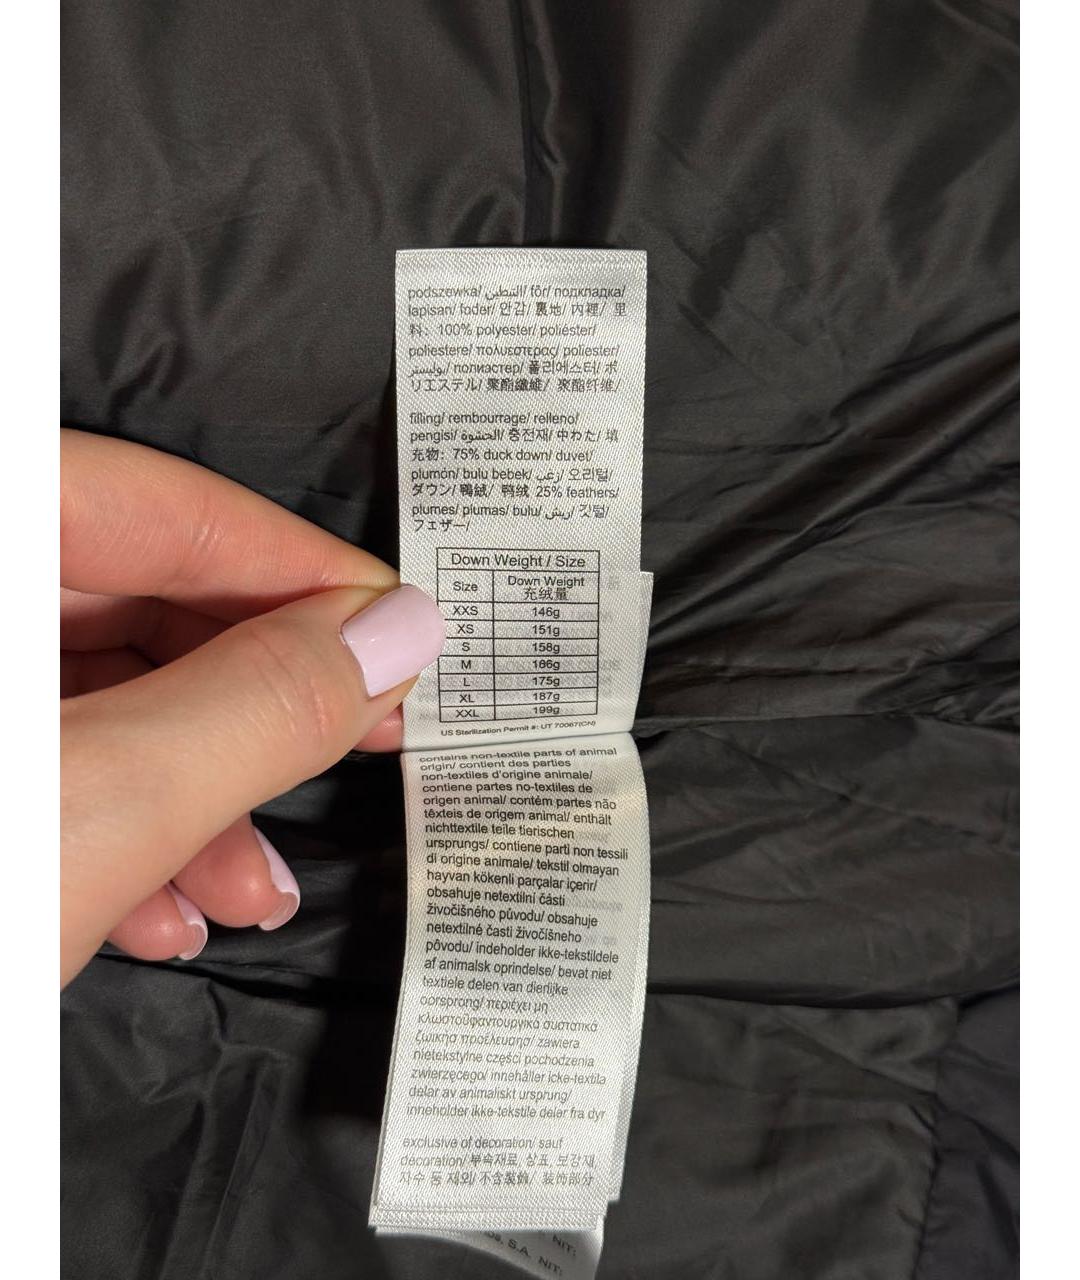 podszewka/ التبطين/ för/ подкладка/
lapisan/ foder/ 안감/ 裏地/ 內裡/ 里
料: 100% polyester/ poliéster/
poliestere/ πολυεστερας/ poliester/
بوليستر/ полиэстер/ 폴리에스터/ ポ
リエステル/ 聚酯纖維/ 聚酯纤维/
filling/ rembourrage/ relleno/
pengisi/ الحشوة/ 충전재/ 中わた/ 填
充物: 75% duck down/ duvet/
plumón/ bulu bebek/ زغب/ 오리털/
ダウン/ 鴨絨/ 鸭绒 25% feathers/
plumes/ plumas/ bulu/ ريش/ 깃털/
フェザー/
Down Weight / Size
Size Down Weight
充绒量
XXS 146g
XS 151g
S 158g
M 166g
L 175g
XL 187g
XXL 199g
US Sterilization Permit #: UT 70067(CN)
contains non-textile parts of animal
origin/ contient des parties
non-textiles d'origine animale/
contiene partes no-textiles de
origen animal/ contém partes não
têxteis de origem animal/ enthält
nichttextile teile tierischen
ursprungs/ contiene parti non tessili
di origine animale/ tekstil olmayan
hayvan kökenli parçalar içerir/
obsahuje netextilní části
živočišného původu/ obsahuje
netextilné časti živočíšneho
pôvodu/ indeholder ikke-tekstildele
af animalsk oprindelse/ bevat niet
textiele delen van dierlijke
oorsprong/ περιέχει μη
κλωστοϋφαντουργικά συστατικά
ζωικησ προέλευσησ/ zawiera
nietekstylne części pochodzenia
zwierzęcego/ innehåller icke-textila
delar av animaliskt ursprung/
inneholder ikke-tekstile deler fra dyr
exclusive of decoration/ sauf
decoration/ 부속재료, 상표, 보강재,
자수 등 제외/ 不含裝飾/ 装饰部分
S.A. NIT:
NIT: